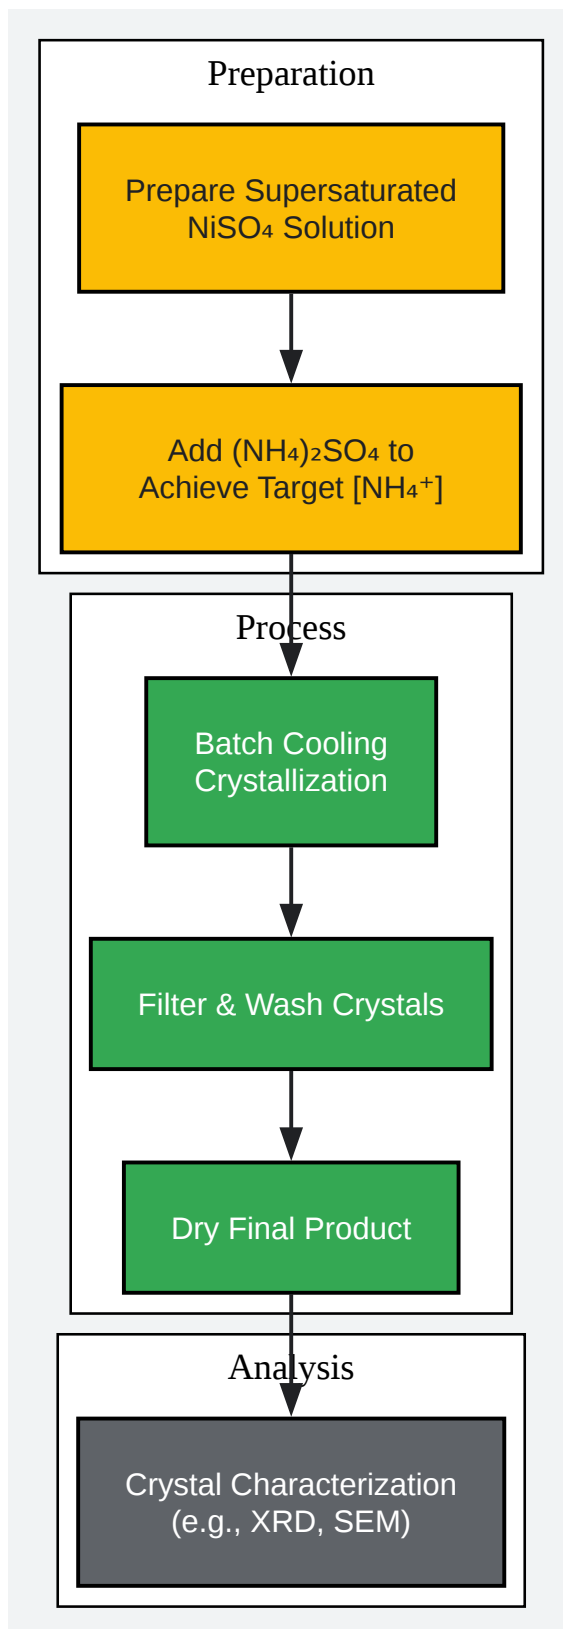 Preparation
Prepare Supersaturated
NiSO₄ Solution
Add (NH₄)₂SO₄ to
Achieve Target [NH₄⁺]
Process
Batch Cooling
Crystallization
Filter & Wash Crystals
Dry Final Product
Analysis
Crystal Characterization
(e.g., XRD, SEM)